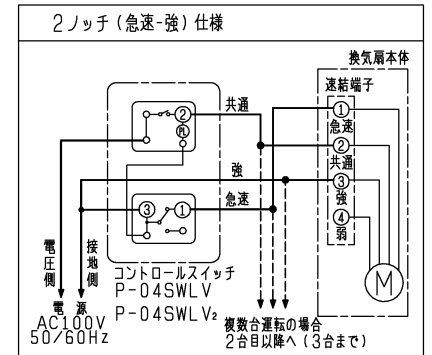 2ノッチ(急速-強)仕様
換気扇本体
速結端子
共通
②
PL
①
急速
②
共通
強
③
強
急速
③
①
④
弱
M
電圧側
接地側
コントロールスイッチ
P-04SWLV
P-04SWLV₂
電 源
AC100V
50/60Hz
複数台運転の場合
2台目以降へ(3台まで)